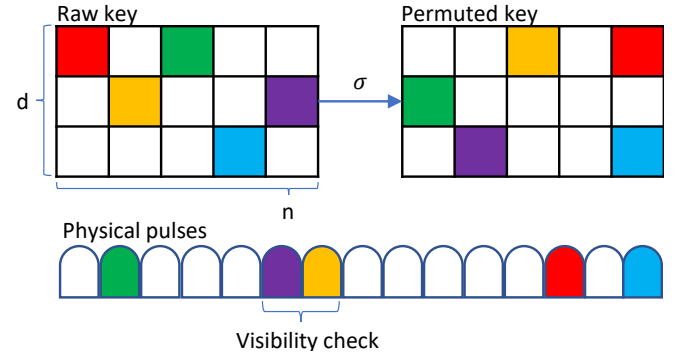 Raw key
Permuted key
d
σ
n
Physical pulses
Visibility check